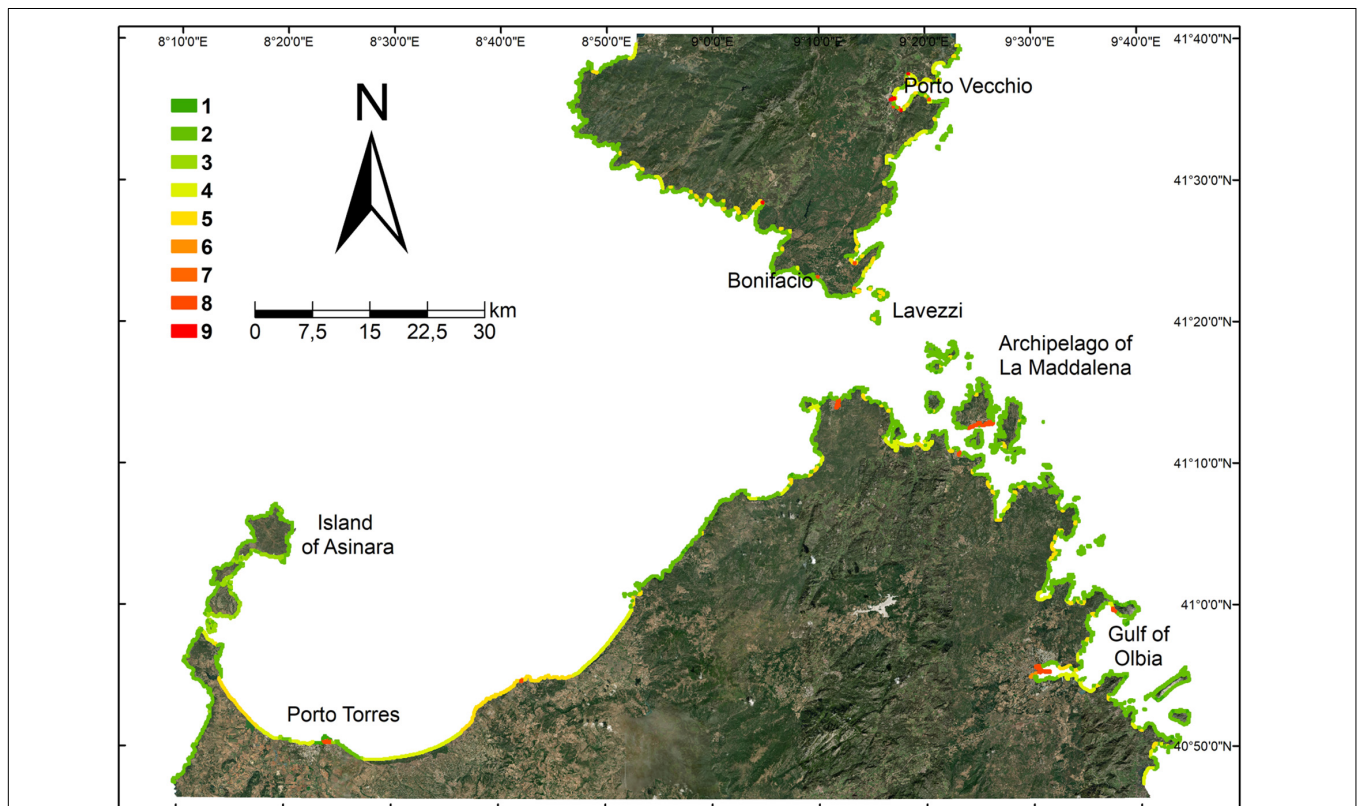 8°10'0"E 8°20'0"E 8°30'0"E 8°40'0"E 8°50'0"E 9°0'0"E 9°10'0"E 9°20'0"E 9°30'0"E 9°40'0"E
41°40'0"N
N
Porto Vecchio
1
2
3
4
5
6
7
8
9
41°30'0"N
Bonifacio
Lavezzi
km
0 7,5 15 22,5 30
41°20'0"N
Archipelago of
La Maddalena
41°10'0"N
Island
of Asinara
41°0'0"N
Gulf of
Olbia
Porto Torres
40°50'0"N